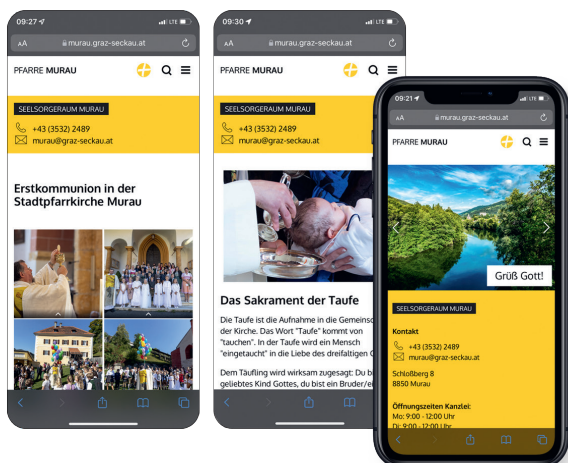 09:27
LTE
AA
murau.graz-seckau.at
PFARRE MURAU
SEELSORGERAUM MURAU
+43 (3532) 2489
murau@graz-seckau.at
Erstkommunion in der
Stadtpfarrkirche Murau
09:30
LTE
AA
murau.graz-seckau.at
PFARRE MURAU
SEELSORGERAUM MURAU
+43 (3532) 2489
murau@graz-seckau.at
Das Sakrament der Taufe
Die Taufe ist die Aufnahme in die
der Kirche. Das Wort "Taufe" kommt von
"tauchen". In der Taufe wird ein Mensch
"eingetaucht" in die Liebe des dreifaltigen
Dem Täufling wird wirksam zugesagt: Du
geliebtes Kind Gottes, du bist ein
09:21
LTE
AA
murau.graz-seckau.at
PFARRE MURAU
Grüß Gott!
SEELSORGERAUM MURAU
Kontakt
+43 (3532) 2489
murau@graz-seckau.at
Schloßberg 8
8850 Murau
Öffnungszeiten Kanzlei:
Mo: 9:00 - 12:00 Uhr
Di: 9:00 - 12:00 Uhr